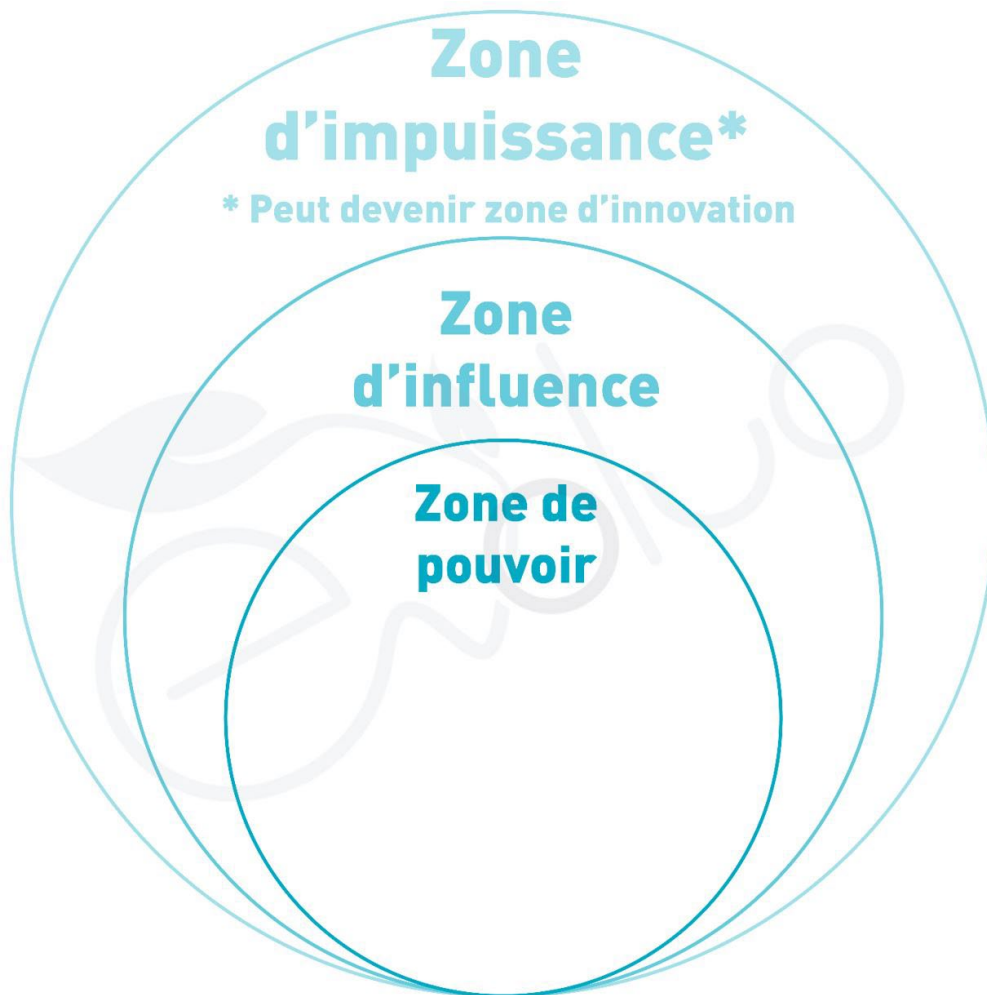 Zone
d'impuissance*
* Peut devenir zone d'innovation
Zone
d'influence
Zone de
pouvoir